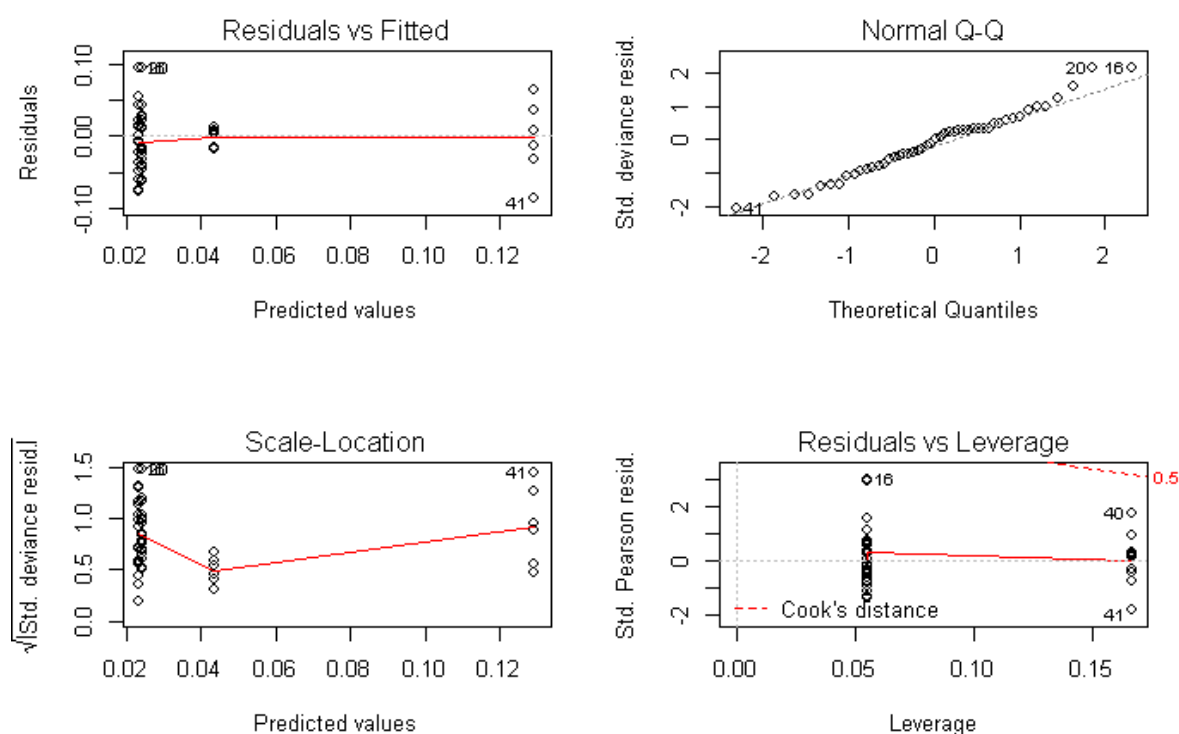 Residuals vs Fitted
Residuals
0.10
0.00
-0.10
41
0.02 0.04 0.06 0.08 0.10 0.12
Predicted values
Normal Q-Q
Std. deviance resid.
2
1
0
-2
20 16
41
-2 -1 0 1 2
Theoretical Quantiles
Scale-Location
√|Std. deviance resid.|
1.5
1.0
0.5
0.0
41
0.02 0.04 0.06 0.08 0.10 0.12
Predicted values
Residuals vs Leverage
Std. Pearson resid.
2
0
-2
16
40
41
0.5
Cook's distance
0.00 0.05 0.10 0.15
Leverage